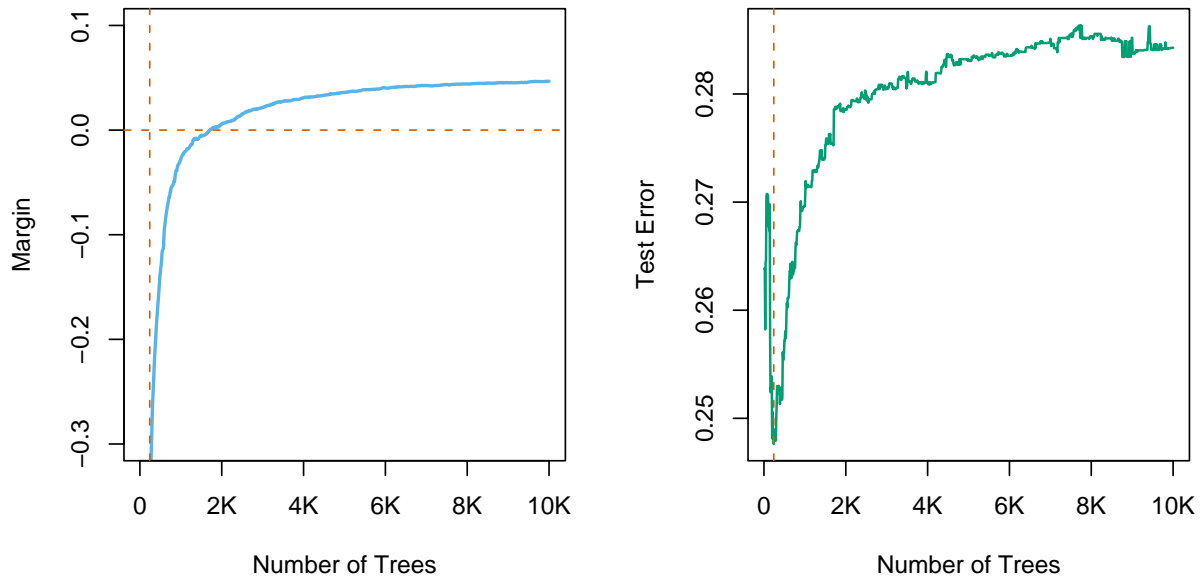 Margin
0.1
0.0
−0.1
−0.2
−0.3
0 2K 4K 6K 8K 10K
Number of Trees
Test Error
0.28
0.27
0.26
0.25
0 2K 4K 6K 8K 10K
Number of Trees